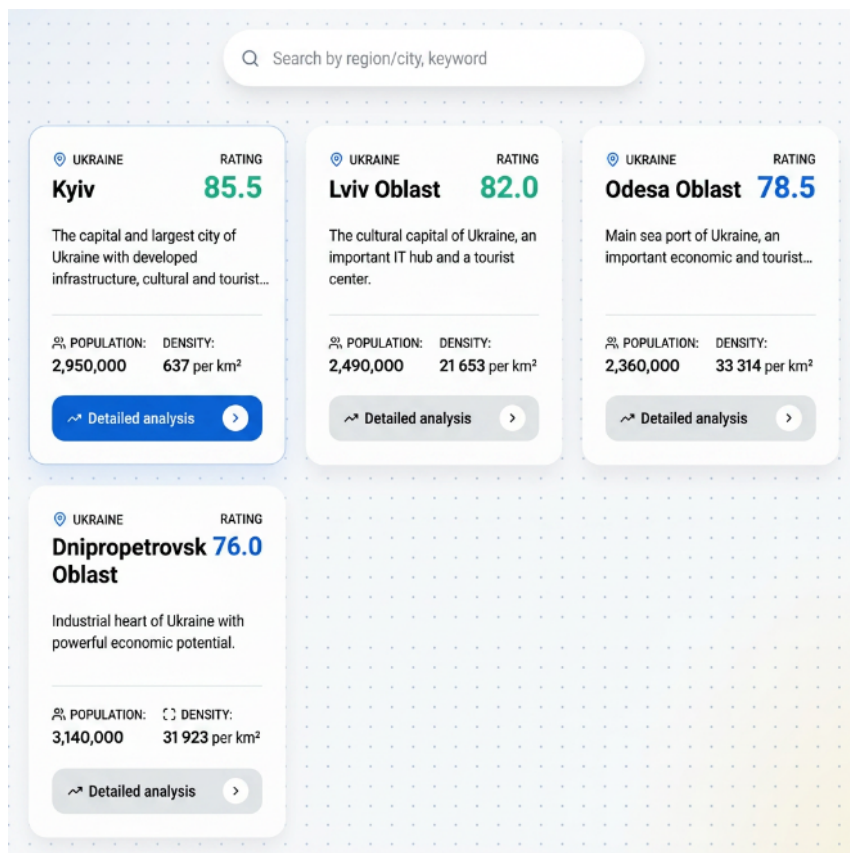 Search by region/city, keyword
UKRAINE
RATING
Kyiv
85.5
The capital and largest city of
Ukraine with developed
infrastructure, cultural and tourist...
POPULATION:
DENSITY:
2,950,000
637 per km²
Detailed analysis
UKRAINE
RATING
Lviv Oblast
82.0
The cultural capital of Ukraine, an
important IT hub and a tourist
center.
POPULATION:
DENSITY:
2,490,000
21 653 per km²
Detailed analysis
UKRAINE
RATING
Odesa Oblast
78.5
Main sea port of Ukraine, an
important economic and tourist...
POPULATION:
DENSITY:
2,360,000
33 314 per km²
Detailed analysis
UKRAINE
RATING
Dnipropetrovsk
76.0
Oblast
Industrial heart of Ukraine with
powerful economic potential.
POPULATION:
DENSITY:
3,140,000
31 923 per km²
Detailed analysis